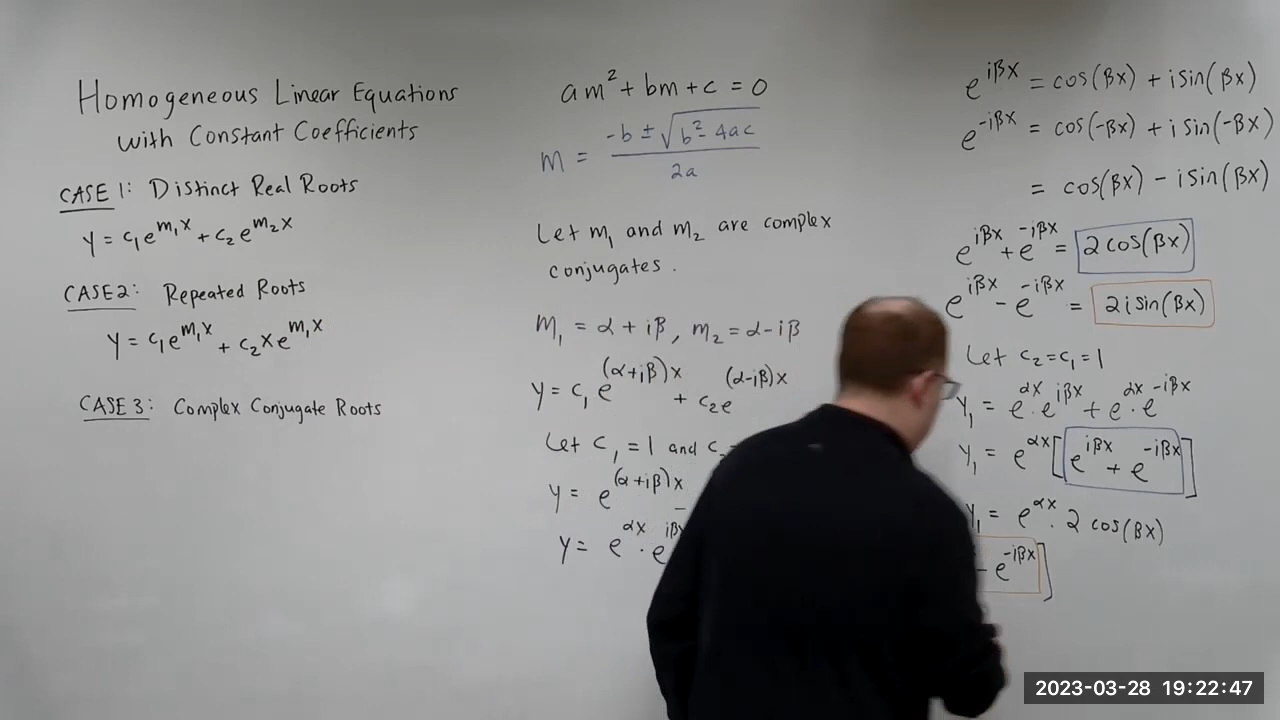 Homogeneous Linear Equations
with Constant Coefficients
CASE 1: Distinct Real Roots
y = c₁e^{m₁x} + c₂e^{m₂x}
CASE 2: Repeated Roots
y = c₁e^{m₁x} + c₂xe^{m₁x}
CASE 3: Complex Conjugate Roots
am² + bm + c = 0
m = (-b ± √(b² - 4ac)) / 2a
Let m₁ and m₂ are complex
conjugates.
m₁ = α + iβ, m₂ = α - iβ
y = c₁e^{(α+iβ)x} + c₂e^{(α-iβ)x}
Let c₁ = 1 and
y = e^{(α+iβ)x}
y = e^{αx} · e^{iβx}
e^{iβx} = cos(βx) + i sin(βx)
e^{-iβx} = cos(-βx) + i sin(-βx)
= cos(βx) - i sin(βx)
e^{iβx} + e^{-iβx} = 2cos(βx)
e^{iβx} - e^{-iβx} = 2i sin(βx)
Let c₂ = c₁ = 1
y₁ = e^{αx} · e^{iβx} + e^{αx} · e^{-iβx}
y₁ = e^{αx}[e^{iβx} + e^{-iβx}]
y₁ = e^{αx} · 2 cos(βx)
- e^{-iβx}]
2023-03-28 19:22:47